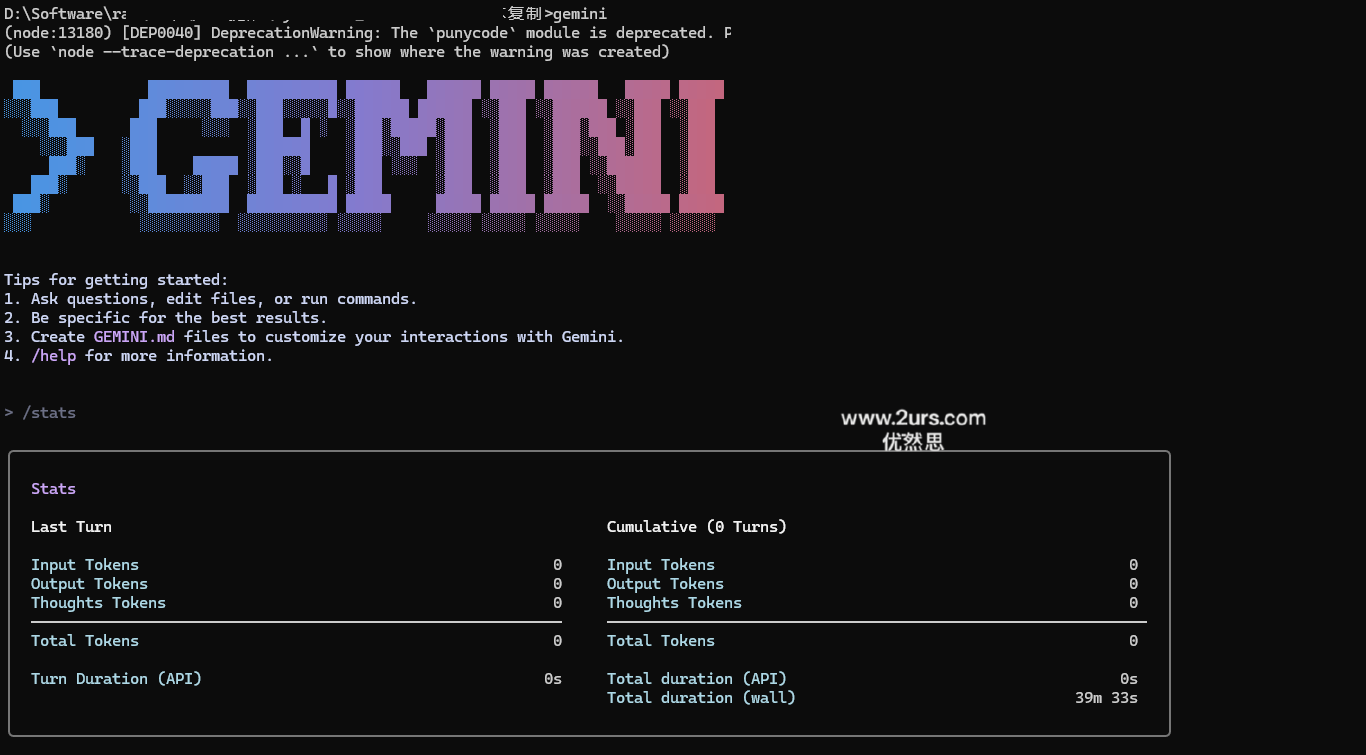 D:\Software\ra 复制>gemini
(node:13180) [DEP0040] DeprecationWarning: The `punycode` module is deprecated. P
(Use `node --trace-deprecation ...` to show where the warning was created)
> GEMINI
Tips for getting started:
1. Ask questions, edit files, or run commands.
2. Be specific for the best results.
3. Create GEMINI.md files to customize your interactions with Gemini.
4. /help for more information.
> /stats
www.2urs.com
优然思
Stats
Last Turn Cumulative (0 Turns)
Input Tokens 0 Input Tokens 0
Output Tokens 0 Output Tokens 0
Thoughts Tokens 0 Thoughts Tokens 0
Total Tokens 0 Total Tokens 0
Turn Duration (API) 0s Total duration (API) 0s
Total duration (wall) 39m 33s